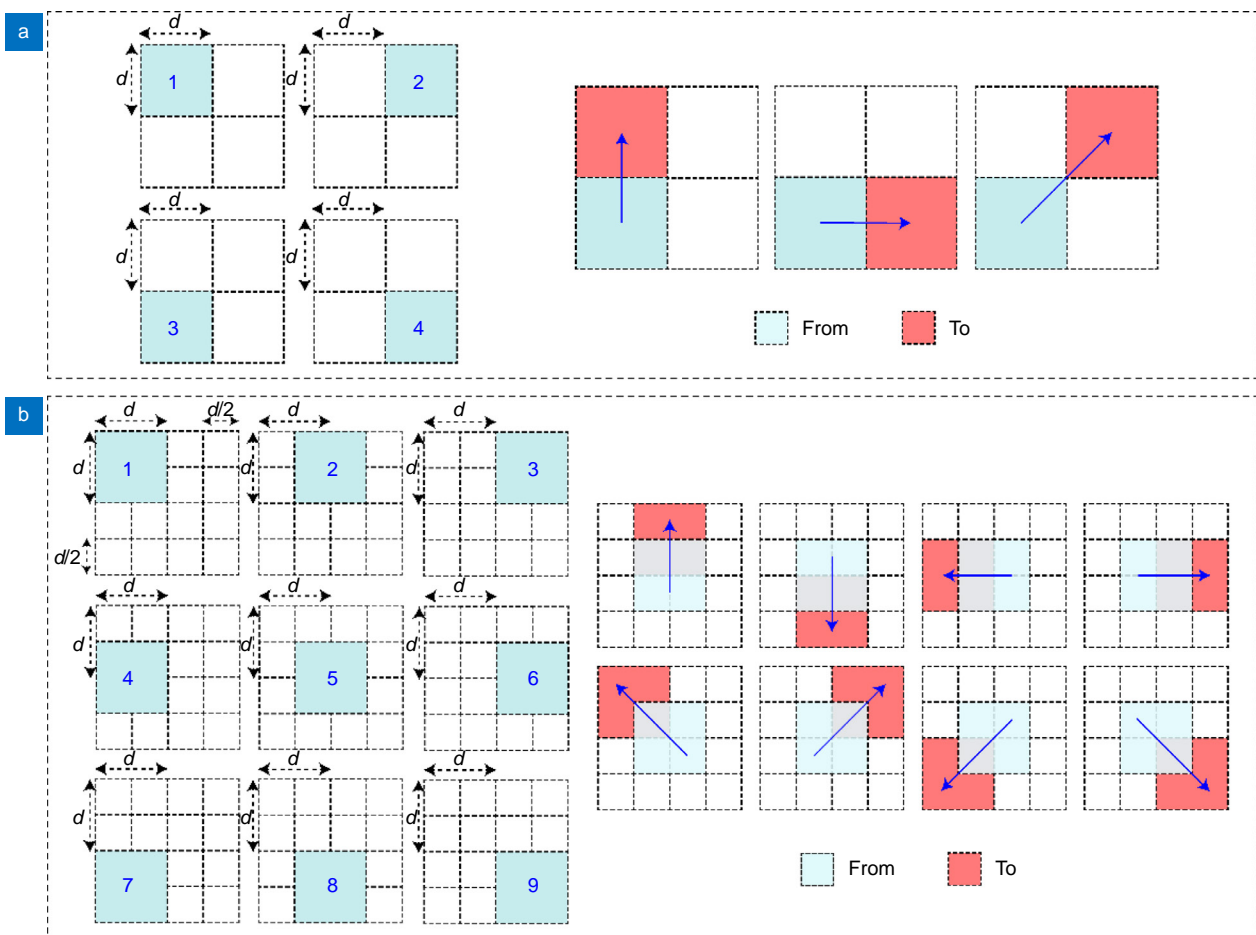 a
d d
d 1 d 2
d d
d 3 d 4
From To
b
d d/2 d d
d 1 d 2 d 3
d/2
d d d
d 4 d 5 d 6
d d d
d 7 d 8 d 9
From To